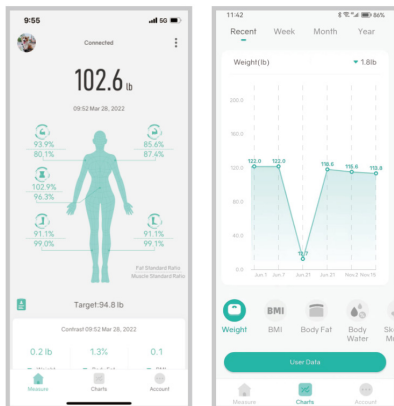 9:55
5G
Connected
102.6 lb
09:52 Mar 28, 2022
93.9%
80.1%
85.6%
87.4%
102.9%
96.3%
91.1%
99.0%
91.1%
99.1%
Fat Standard Ratio
Muscle Standard Ratio
Target:94.8 lb
Contrast 09:52 Mar 28, 2022
0.2 lb
1.3%
0.1
Measure
Charts
Account
11:42
86%
Recent
Week
Month
Year
Weight(lb)
1.8lb
200.0
160.0
120.0
80.0
40.0
0.0
122.0
122.0
118.6
116.6
113.8
Jun.7
Jun.7
Jun.21
Jun.27
Nov.2
Nov.19
BMI
Weight
BMI
Body Fat
Body
Water
User Data
Measure
Charts
Account